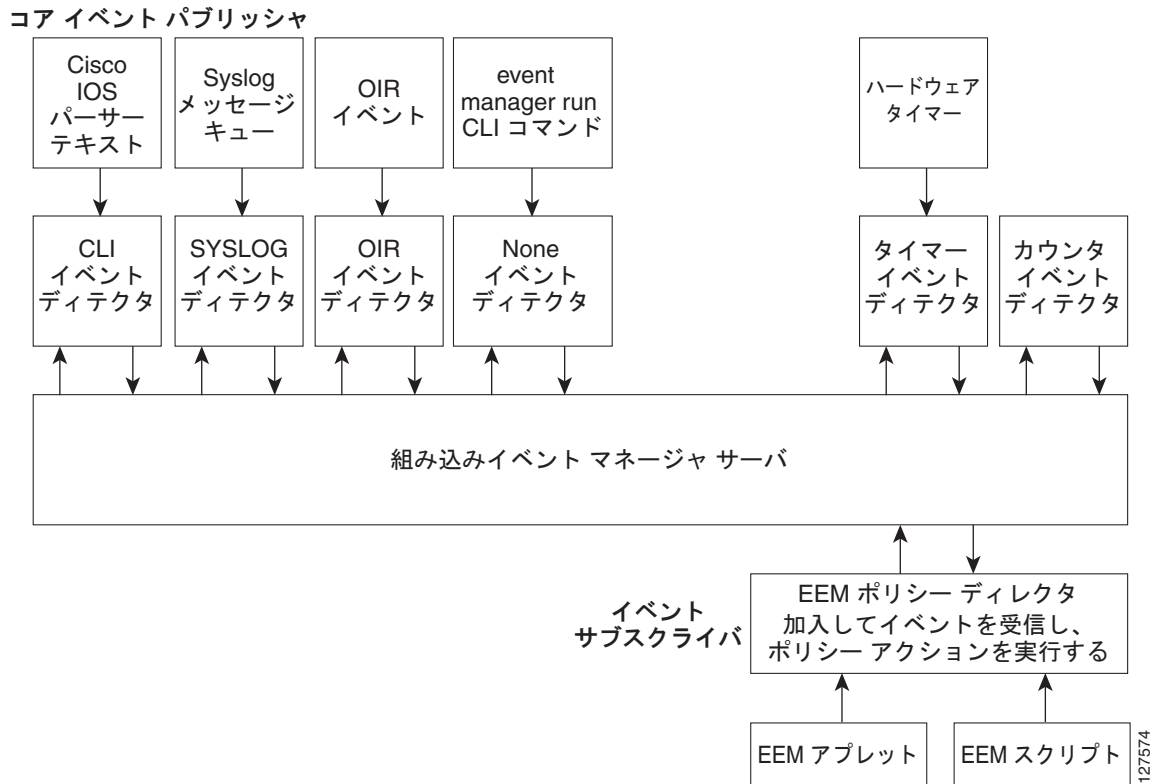 コア イベント パブリッシャ
Cisco
IOS
パーサー
テキスト
Syslog
メッセージ
キュー
OIR
イベント
event
manager run
CLI コマンド
ハードウェア
タイマー
CLI
イベント
ディテクタ
SYSLOG
イベント
ディテクタ
OIR
イベント
ディテクタ
None
イベント
ディテクタ
タイマー
イベント
ディテクタ
カウンタ
イベント
ディテクタ
組み込みイベント マネージャ サーバ
イベント
サブスクライバ
EEM ポリシー ディレクタ
加入してイベントを受信し、
ポリシー アクションを実行する
EEM アプレット
EEM スクリプト
127574